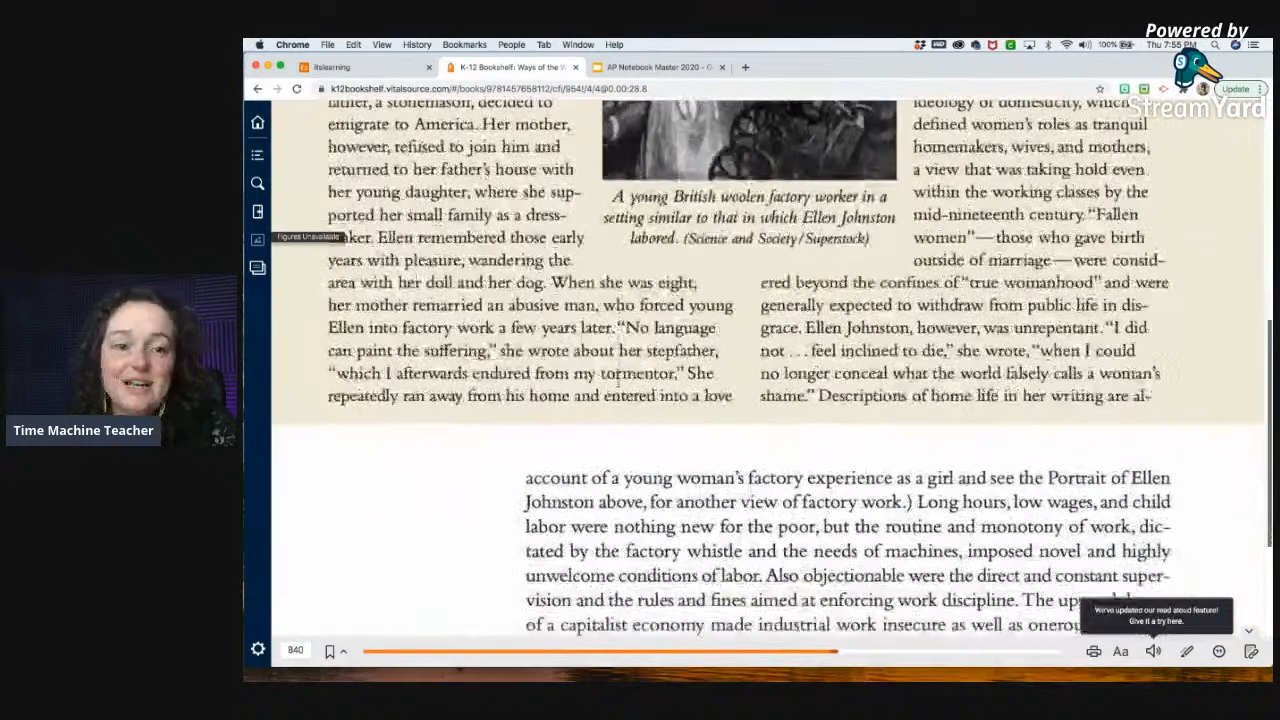 Powered by
StreamYard
Chrome File Edit View History Bookmarks People Tab Window Help
100%
Thu 7:55 PM
itslearning
K-12 Bookshelf: Ways of the W
AP Notebook Master 2020 - G
k12bookshelf.vitalsource.com/#/books/9781457658112/cfi/954!/4/4@0.00:28.8
Update
father, a stonemason, decided to
emigrate to America. Her mother,
however, refused to join him and
returned to her father's house with
her young daughter, where she sup-
ported her small family as a dress-
maker. Ellen remembered those early
years with pleasure, wandering the
area with her doll and her dog. When she was eight,
her mother remarried an abusive man, who forced young
Ellen into factory work a few years later. "No language
can paint the suffering," she wrote about her stepfather,
"which I afterwards endured from my tormentor." She
repeatedly ran away from his home and entered into a love
Figures Unavailable
A young British woolen factory worker in a
setting similar to that in which Ellen Johnston
labored. (Science and Society/Superstock)
ideology of domesticity, which
defined women's roles as tranquil
homemakers, wives, and mothers,
a view that was taking hold even
within the working classes by the
mid-nineteenth century. "Fallen
women"—those who gave birth
outside of marriage—were consid-
ered beyond the confines of "true womanhood" and were
generally expected to withdraw from public life in dis-
grace. Ellen Johnston, however, was unrepentant. "I did
not . . . feel inclined to die," she wrote, "when I could
no longer conceal what the world falsely calls a woman's
shame." Descriptions of home life in her writing are al-
account of a young woman's factory experience as a girl and see the Portrait of Ellen
Johnston above, for another view of factory work.) Long hours, low wages, and child
labor were nothing new for the poor, but the routine and monotony of work, dic-
tated by the factory whistle and the needs of machines, imposed novel and highly
unwelcome conditions of labor. Also objectionable were the direct and constant super-
vision and the rules and fines aimed at enforcing work discipline. The
of a capitalist economy made industrial work insecure as well as
We've updated our read aloud feature!
Give it a try here.
840
Aa
Time Machine Teacher